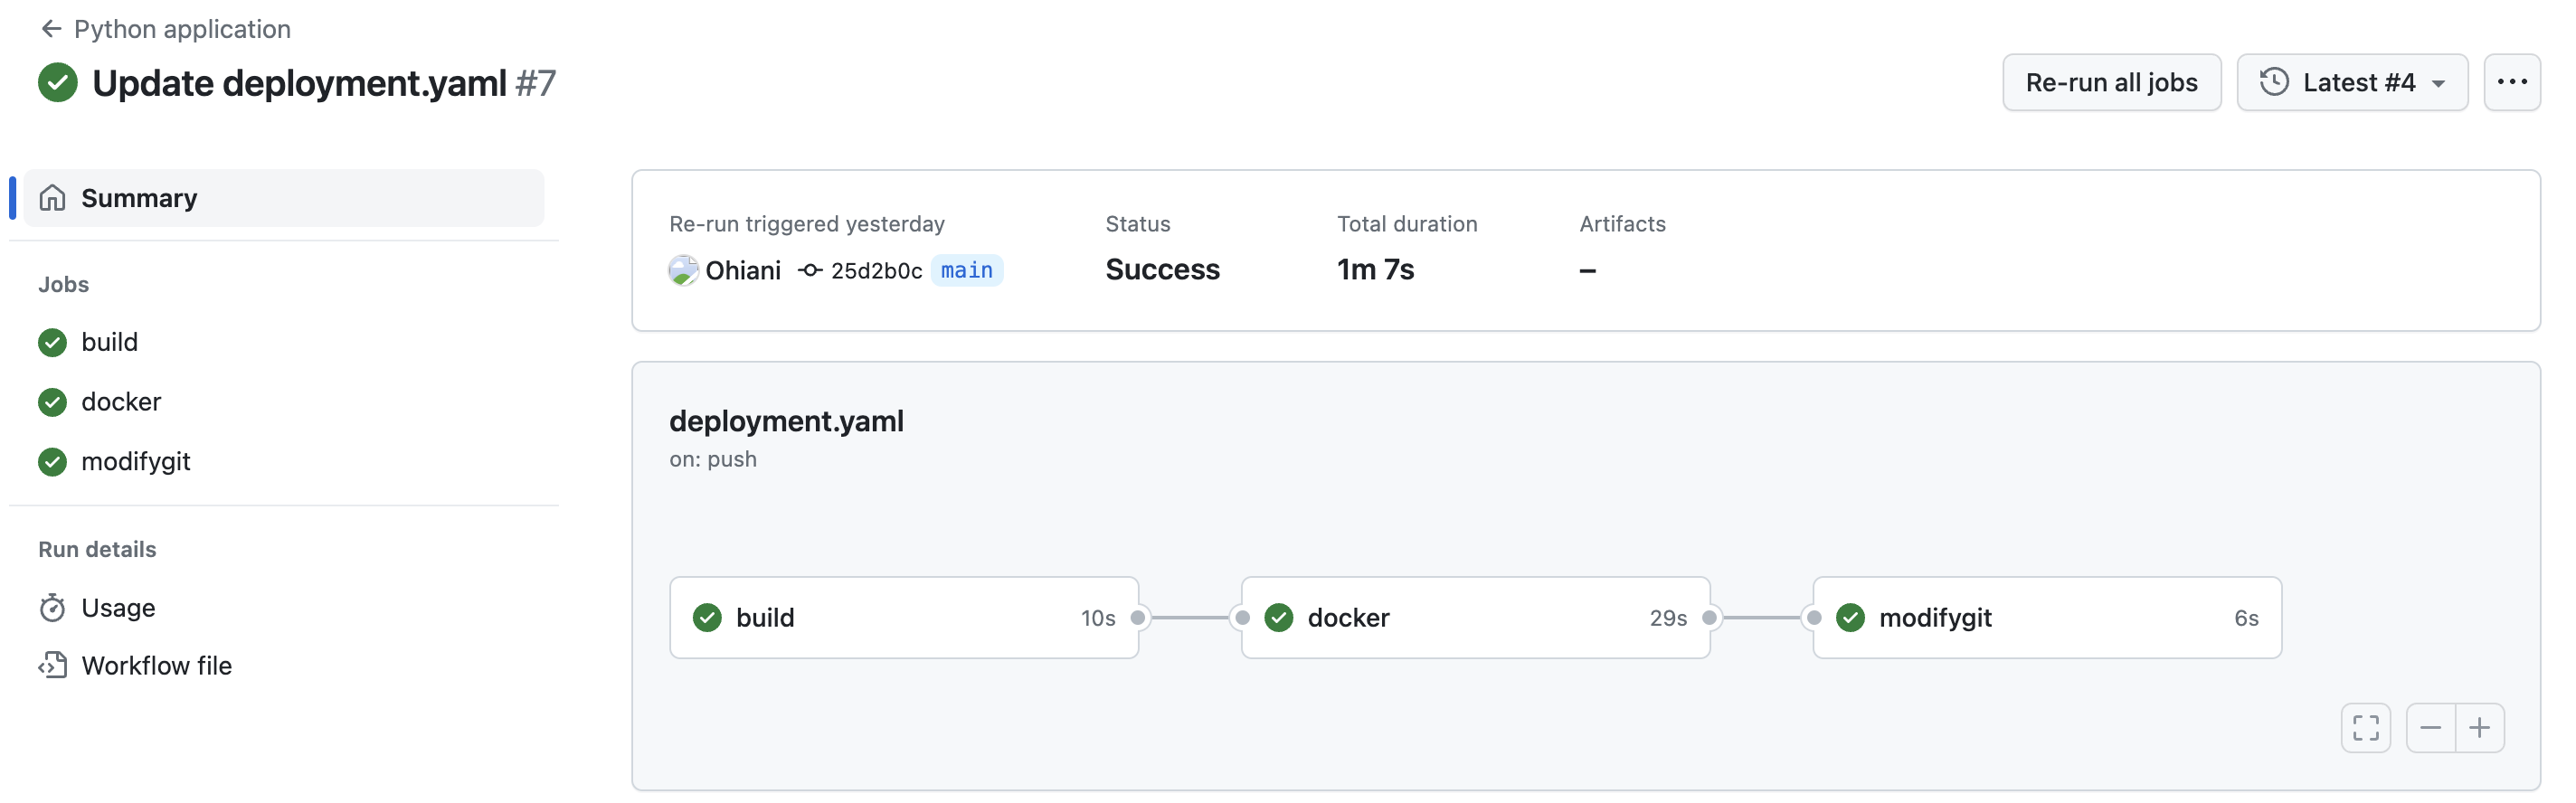 Python application
Update deployment.yaml #7
Re-run all jobs
Latest #4
Summary
Jobs
build
docker
modifygit
Run details
Usage
Workflow file
Re-run triggered yesterday
Ohiani 25d2b0c main
Status
Success
Total duration
1m 7s
Artifacts
–
deployment.yaml
on: push
build 10s
docker 29s
modifygit 6s